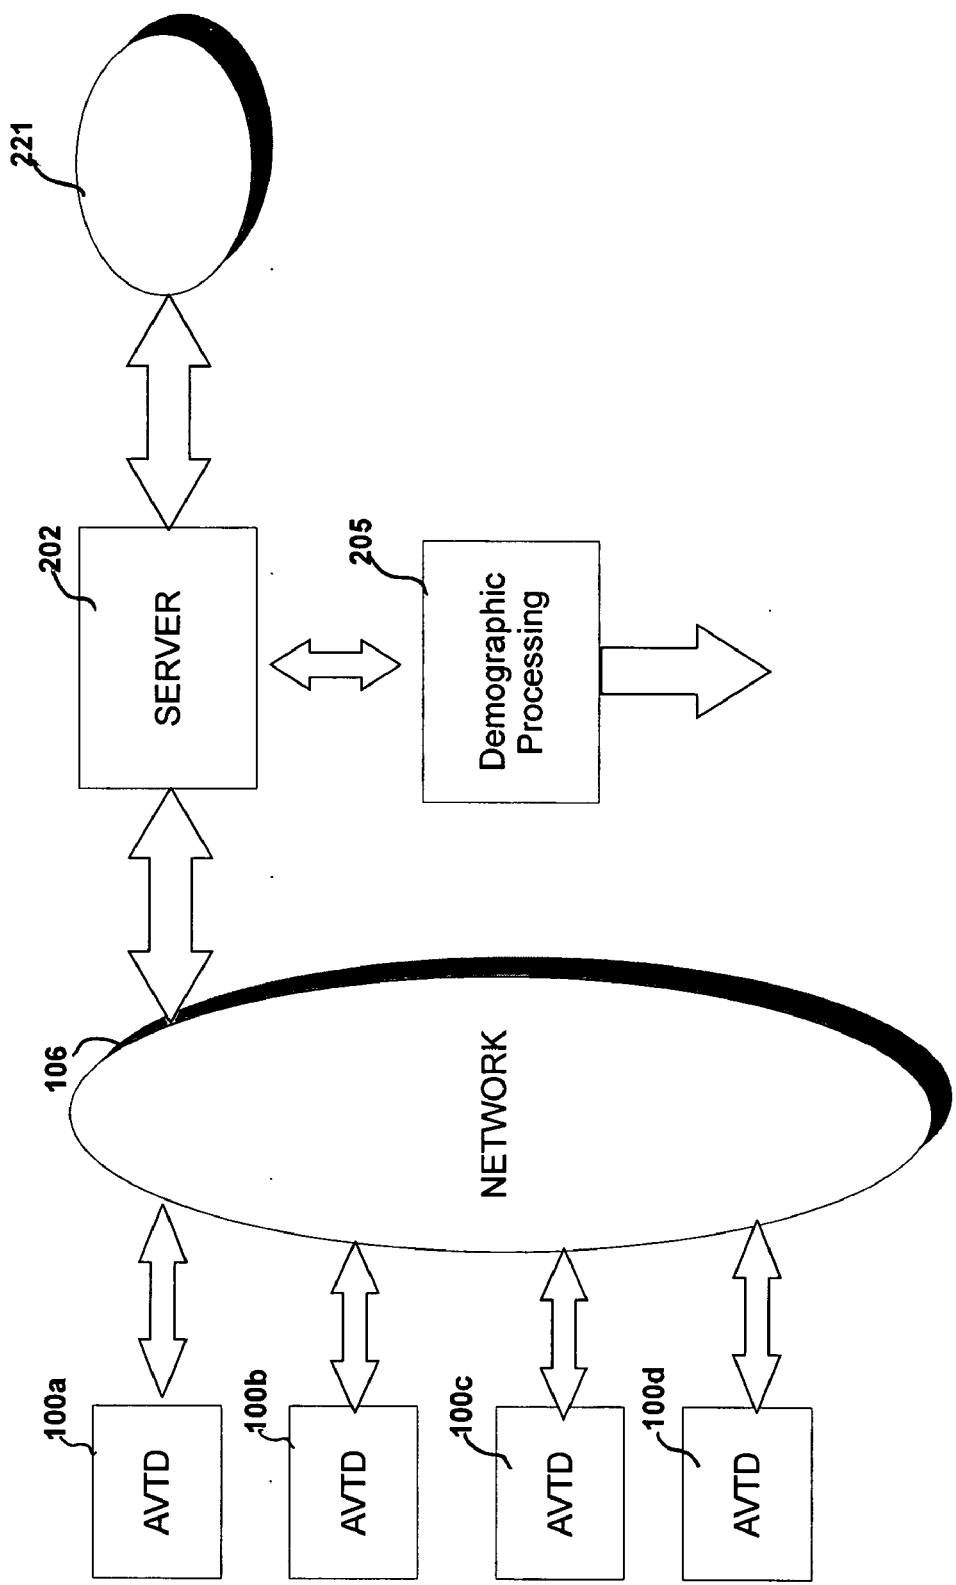 100a
AVTD
100b
AVTD
100c
AVTD
100d
AVTD
106
NETWORK
202
SERVER
205
Demographic
Processing
221